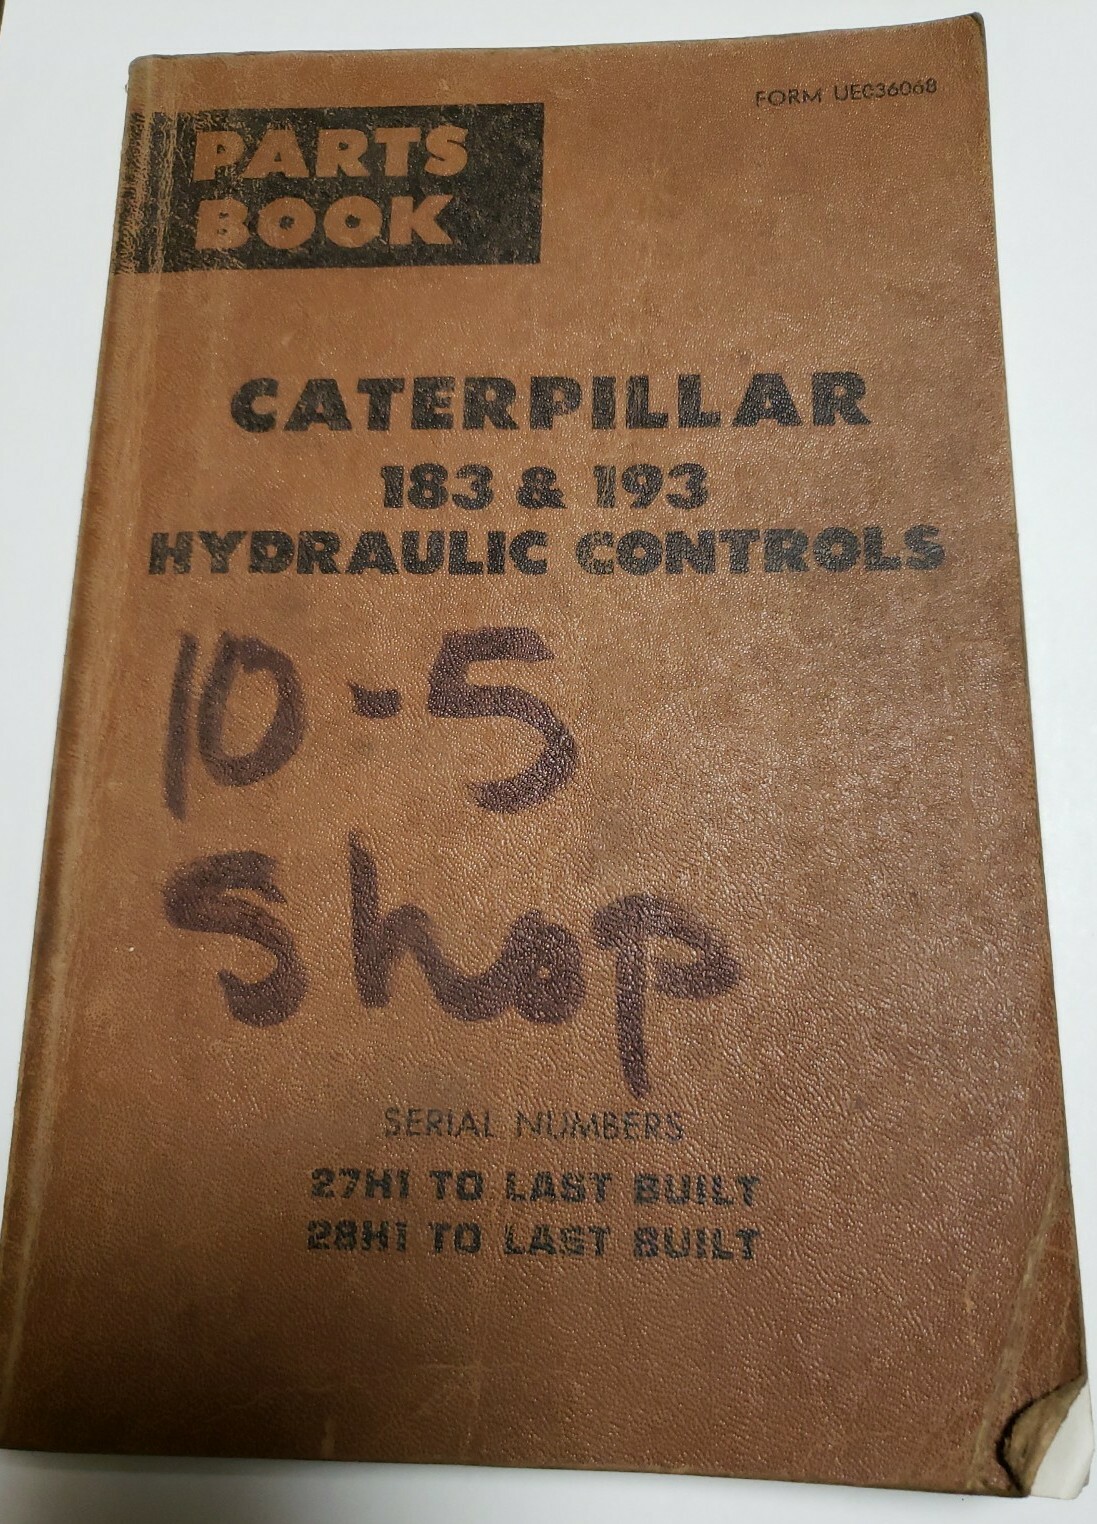 FORM UE036068
PARTS
BOOK
CATERPILLAR
183 & 193
HYDRAULIC CONTROLS
10-5
Shop
SERIAL NUMBERS
27H1 TO LAST BUILT
28H1 TO LAST BUILT